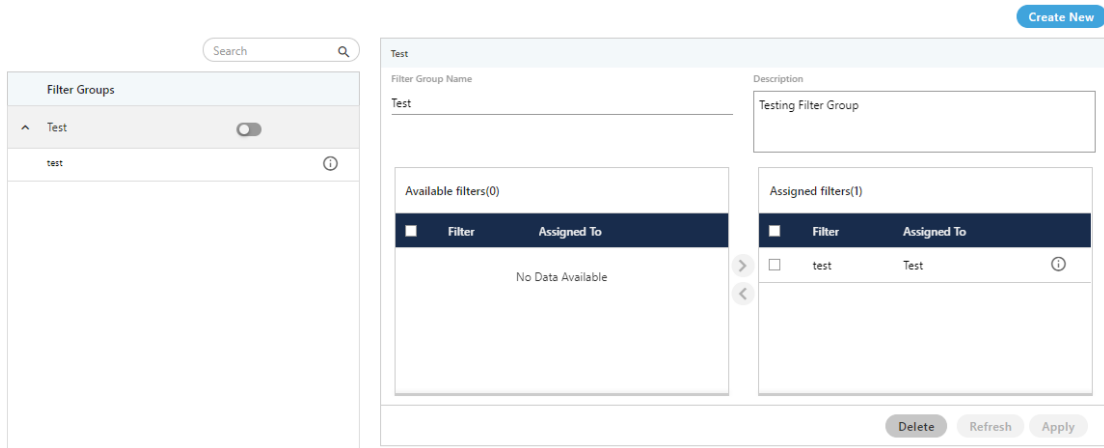 Create New
Search
Filter Groups
Test
test
Test
Filter Group Name
Test
Description
Testing Filter Group
Available filters(0)
Filter Assigned To
No Data Available
Assigned filters(1)
Filter Assigned To
test Test
Delete Refresh Apply